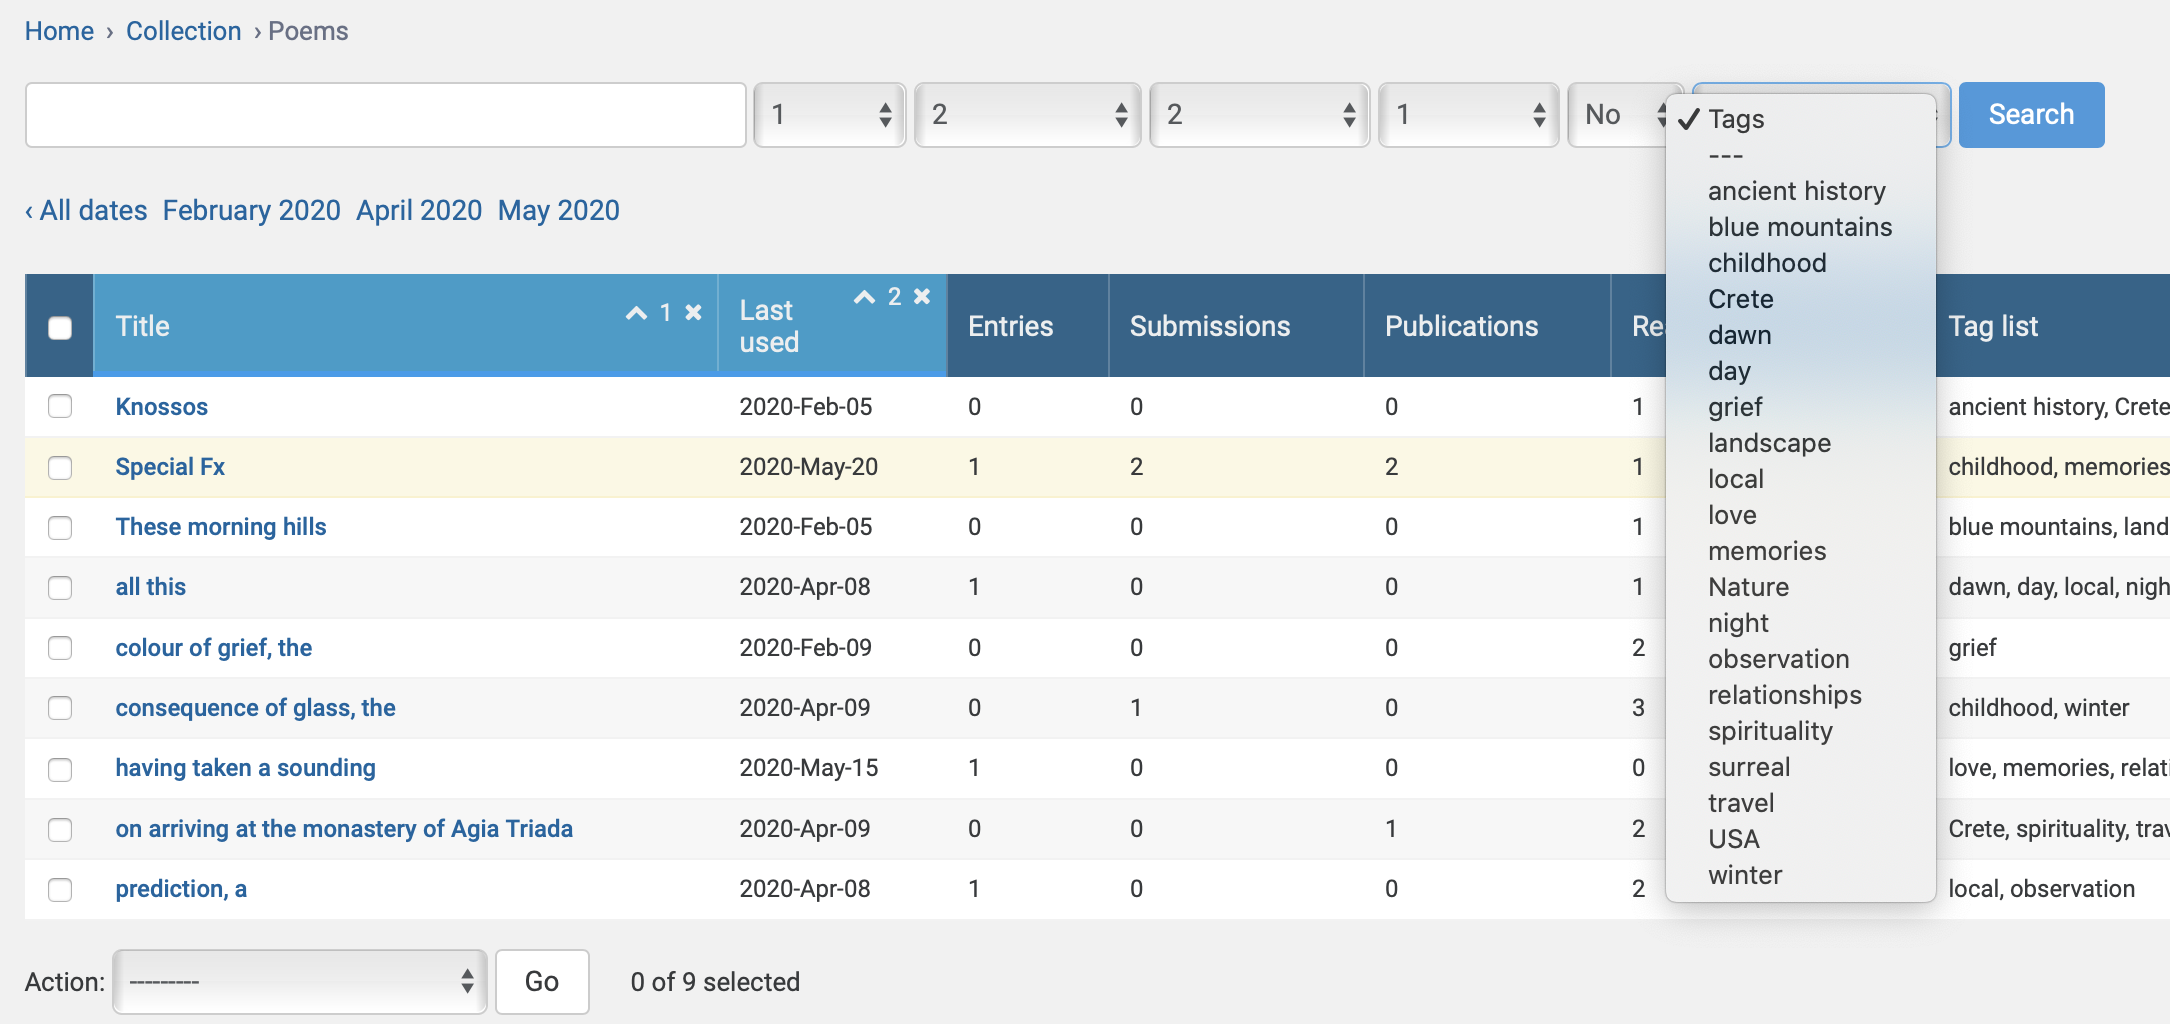 Home › Collection › Poems
1 2 2 1 No Search
‹ All dates February 2020 April 2020 May 2020
Title 1 Last used 2 Entries Submissions Publications Tag list
Knossos 2020-Feb-05 0 0 0 1 ancient history, Crete
Special Fx 2020-May-20 1 2 2 1 childhood, memories
These morning hills 2020-Feb-05 0 0 0 1 blue mountains, land
all this 2020-Apr-08 1 0 0 1 dawn, day, local, nigh
colour of grief, the 2020-Feb-09 0 0 0 2 grief
consequence of glass, the 2020-Apr-09 0 1 0 3 childhood, winter
having taken a sounding 2020-May-15 1 0 0 0 love, memories, relati
on arriving at the monastery of Agia Triada 2020-Apr-09 0 0 1 2 Crete, spirituality, trav
prediction, a 2020-Apr-08 1 0 0 2 local, observation
✓ Tags
---
ancient history
blue mountains
childhood
Crete
dawn
day
grief
landscape
local
love
memories
Nature
night
observation
relationships
spirituality
surreal
travel
USA
winter
Action: --------- Go 0 of 9 selected